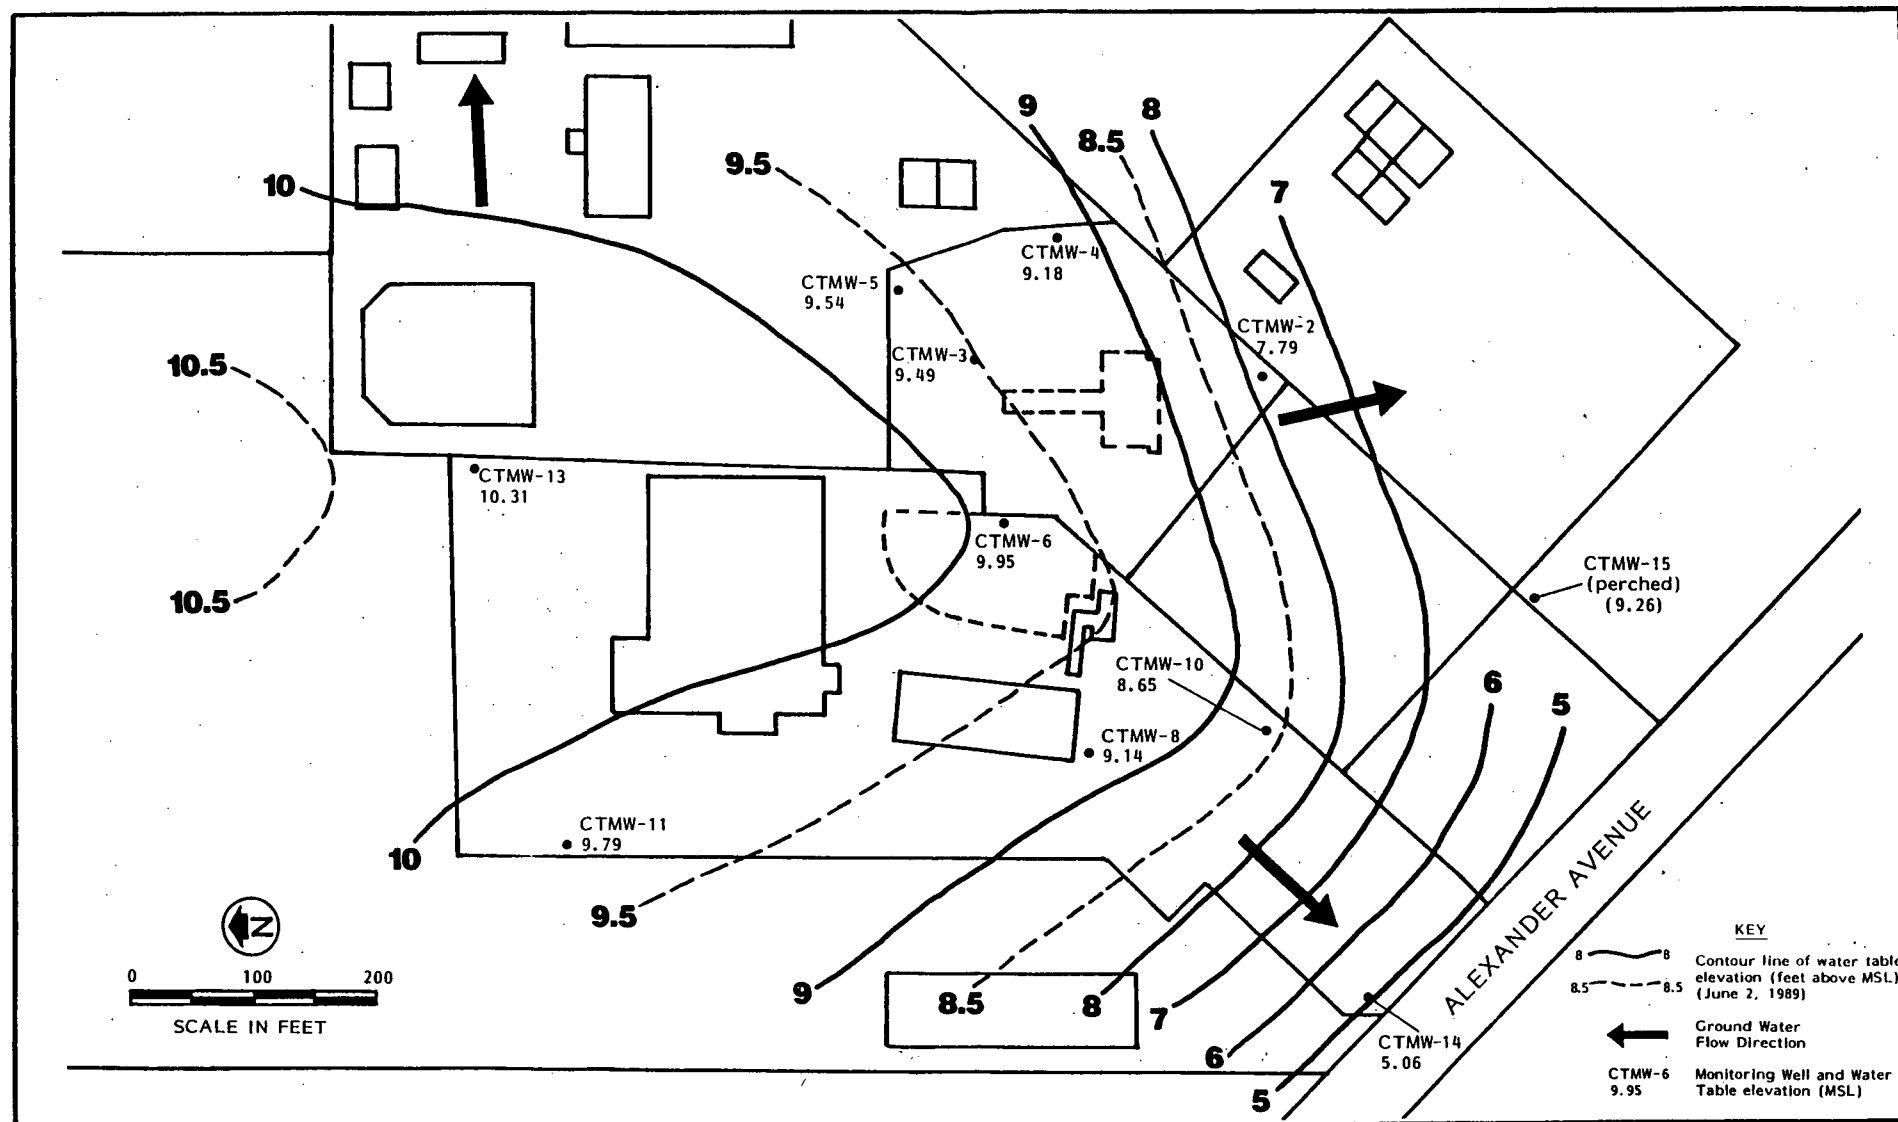 9
8
8.5
9.5
10
7
CTMW-4
9.18
CTMW-5
9.54
CTMW-2
7.79
CTMW-3
9.49
10.5
CTMW-13
10.31
CTMW-6
9.95
CTMW-15
(perched)
(9.26)
10.5
CTMW-10
8.65
6
5
CTMW-8
9.14
CTMW-11
9.79
10
9.5
ALEXANDER AVENUE
N
0 100 200
SCALE IN FEET
9
8.5
8
7
6
5
CTMW-14
5.06
KEY
8 8
Contour line of water table
elevation (feet above MSL)
8.5 8.5
(June 2, 1989)
Ground Water
Flow Direction
CTMW-6
9.95
Monitoring Well and Water
Table elevation (MSL)